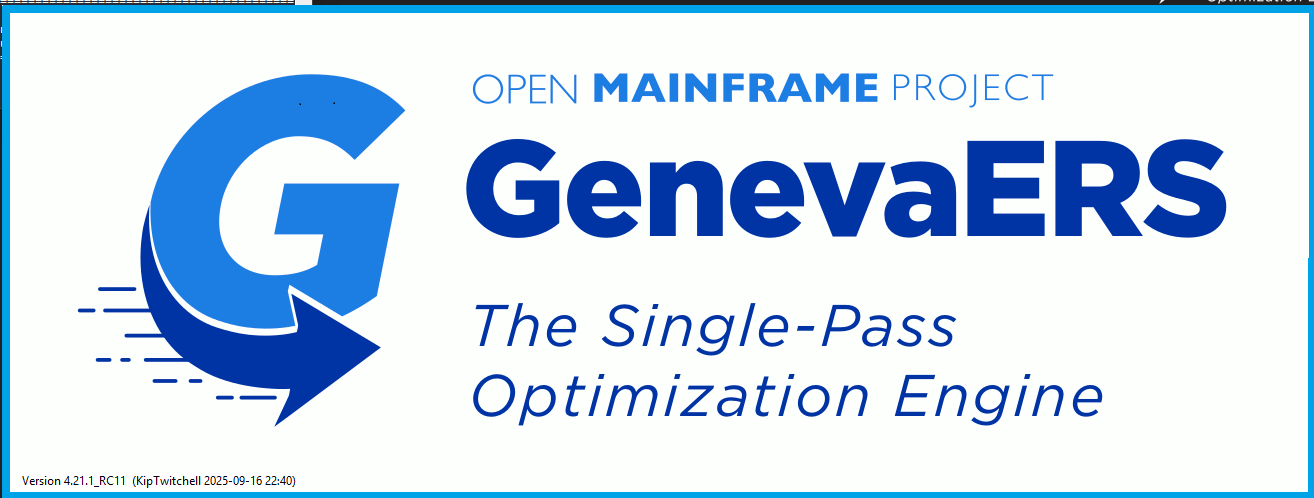 OPEN MAINFRAME PROJECT
GenevaERS
The Single-Pass
Optimization Engine
Version 4.21.1_RC11 (KipTwitchell 2025-09-16 22:40)